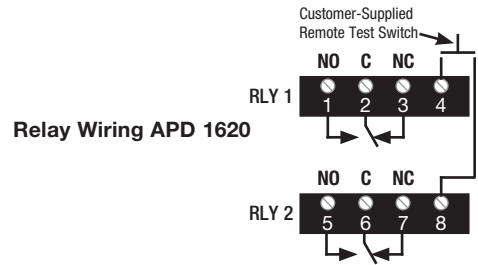 Customer-Supplied
Remote Test Switch
NO C NC
RLY 1
1 2 3 4
Relay Wiring APD 1620
NO C NC
RLY 2
5 6 7 8